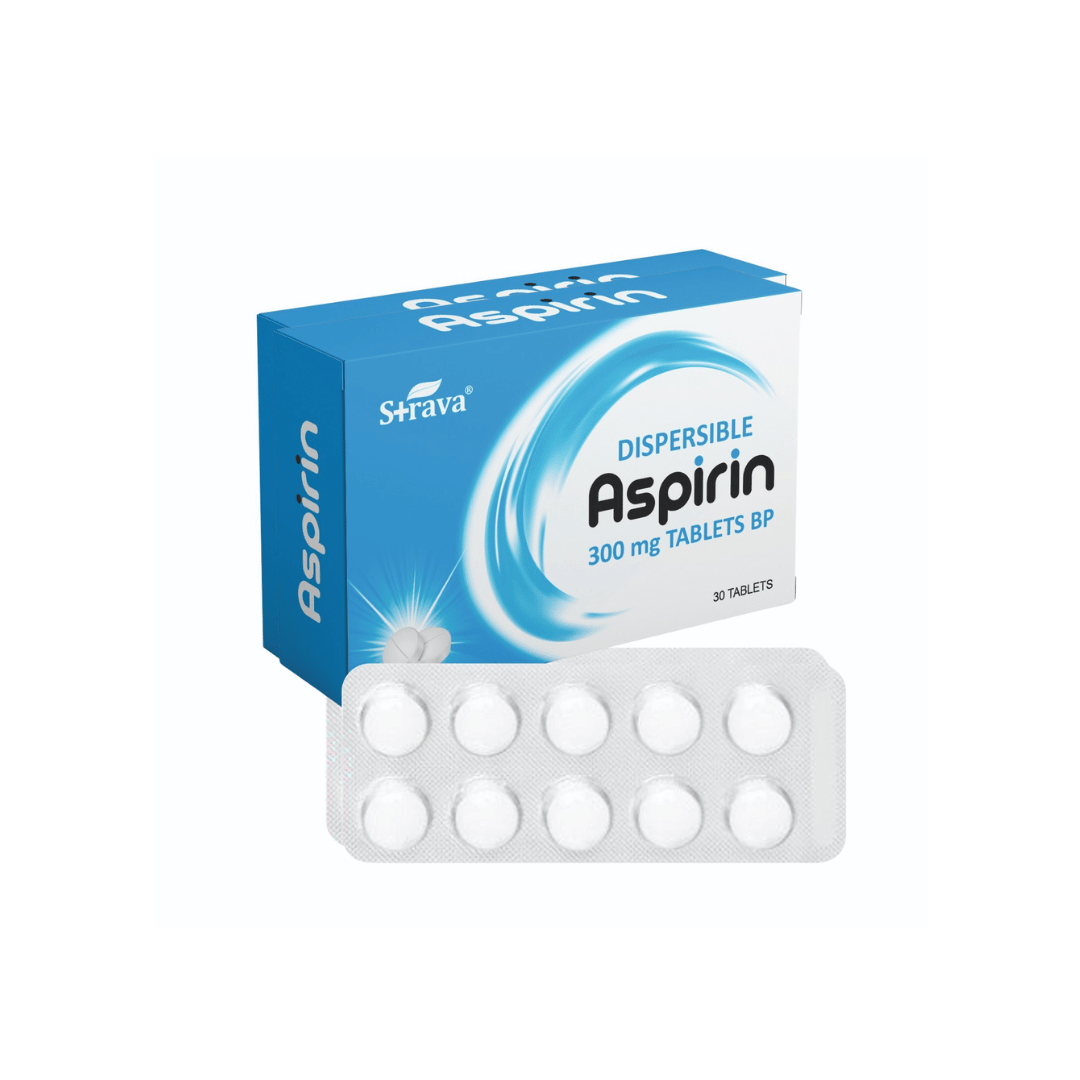 Aspirin
Aspirin
Aspirin
Strava®
DISPERSIBLE
Aspirin
300 mg TABLETS BP
30 TABLETS